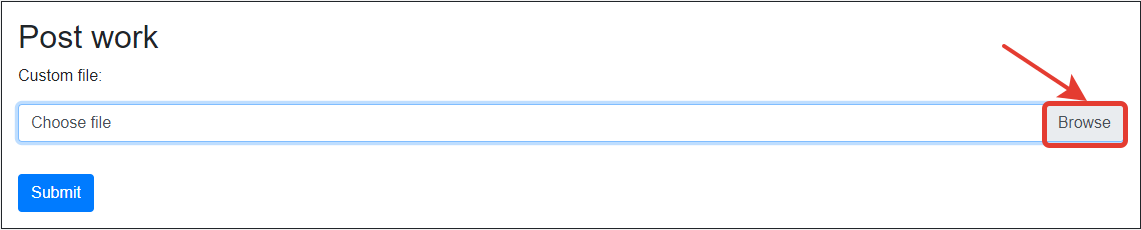 Post work
Custom file:
Choose file Browse
Submit